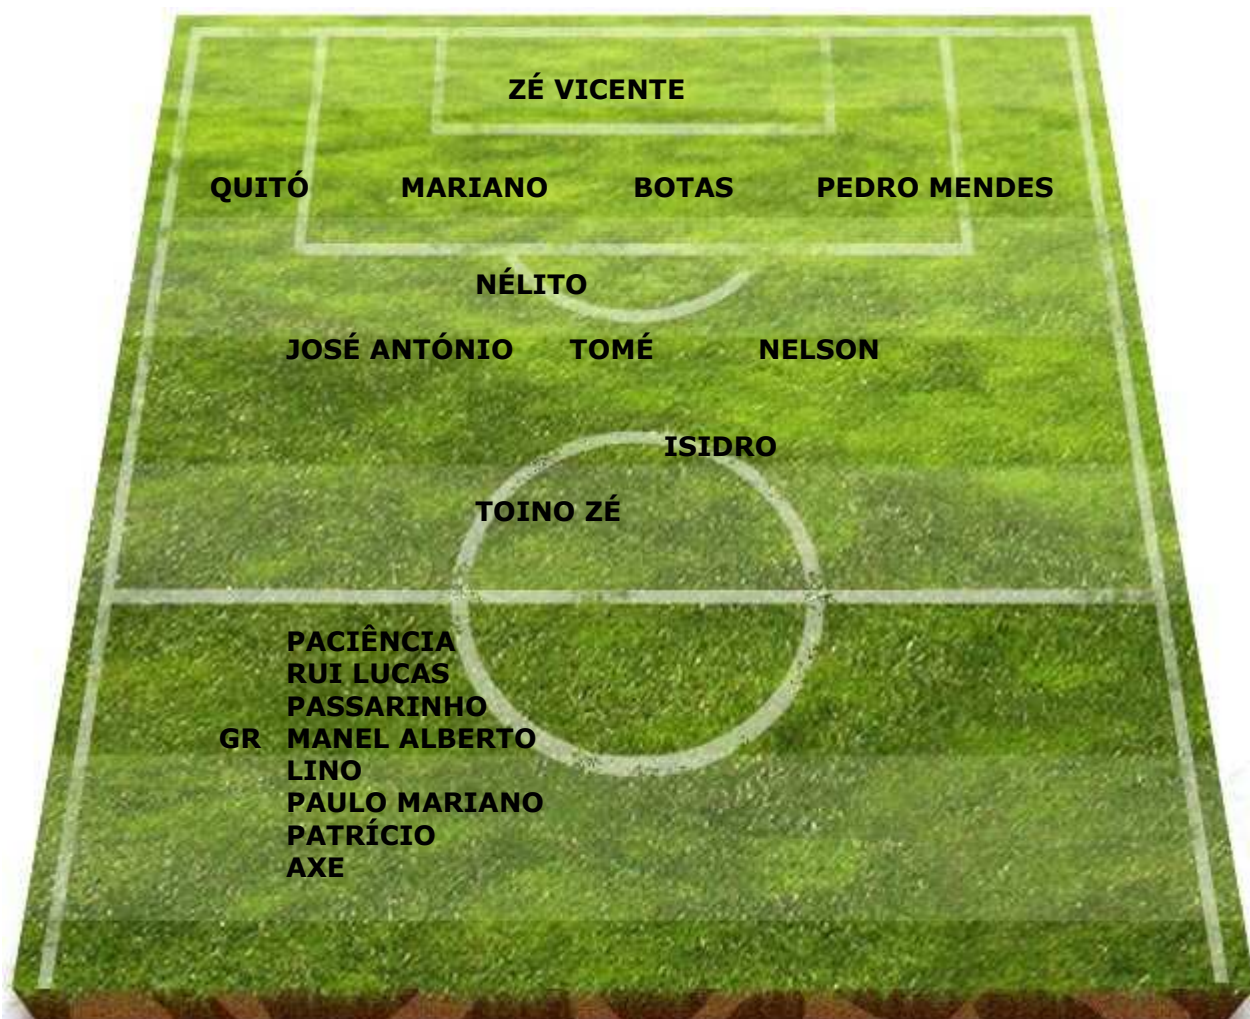 ZÉ VICENTE
QUITÓ MARIANO BOTAS PEDRO MENDES
NÉLITO
JOSÉ ANTÓNIO TOMÉ NELSON
ISIDRO
TOINO ZÉ
PACIÊNCIA
RUI LUCAS
PASSARINHO
GR MANEL ALBERTO
LINO
PAULO MARIANO
PATRÍCIO
AXE